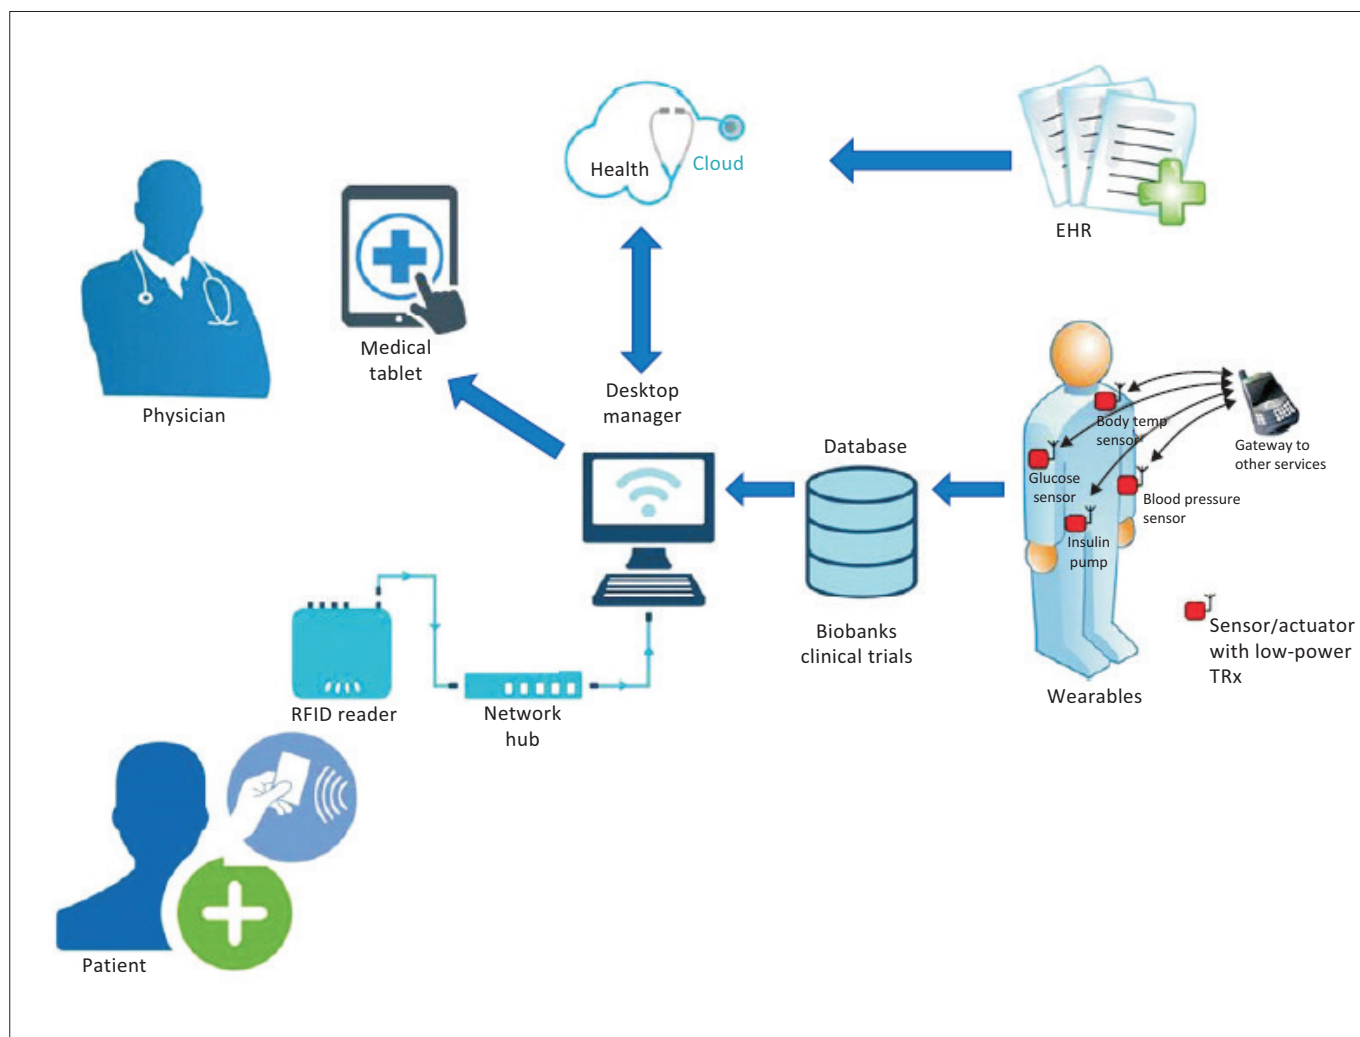 Health
Cloud
EHR
Medical
tablet
Physician
Desktop
manager
Body temp
sensor
Gateway to
other services
Database
Glucose
sensor
Blood pressure
sensor
Insulin
pump
Biobanks
clinical trials
Sensor/actuator
with low-power
TRx
Wearables
RFID reader
Network
hub
Patient